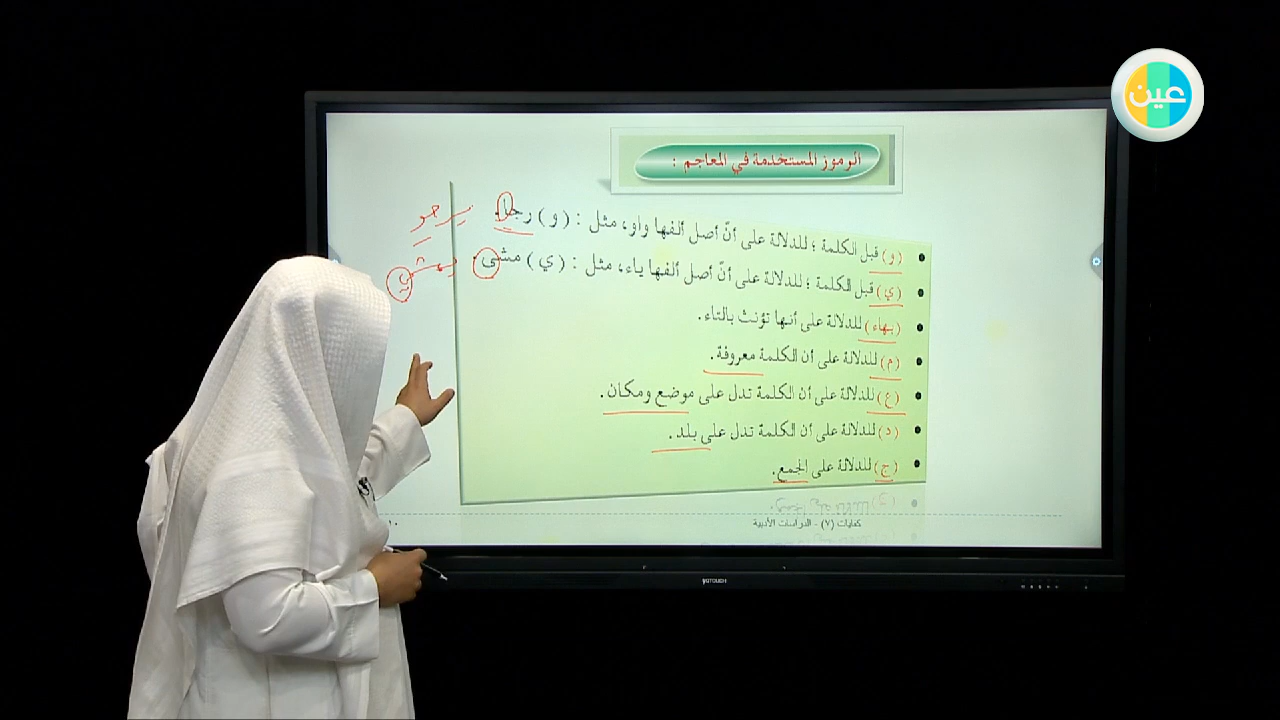 عين
الرموز المستخدمة في المعاجم :
(و) قبل الكلمة ؛ للدلالة على أنّ أصل ألفها واو، مثل : (و) رجا. يرجو
(ي) قبل الكلمة ؛ للدلالة على أنّ أصل ألفها ياء، مثل : (ي) مشى. يمشي
(بهاء) للدلالة على أنها تؤنث بالتاء.
(م) للدلالة على أن الكلمة معروفة.
(ع) للدلالة على أن الكلمة تدل على موضع ومكان.
(د) للدلالة على أن الكلمة تدل على بلد.
(ج) للدلالة على الجمع.
كفايات (٧) - الدراسات الأدبية
١٠
YOTOUCH